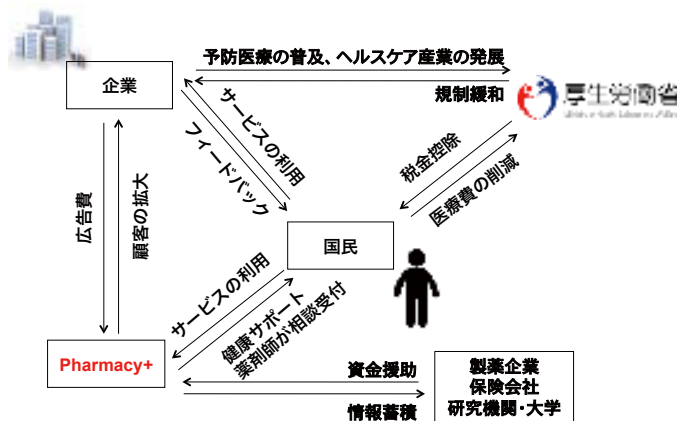 予防医療の普及、ヘルスケア産業の発展
企業
規制緩和
厚生労働省
サービスの利用
フィードバック
税金控除
医療費の削減
広告費
顧客の拡大
国民
サービスの利用
健康サポート
薬剤師が相談受付
Pharmacy+
資金援助
情報蓄積
製薬企業
保険会社
研究機関・大学